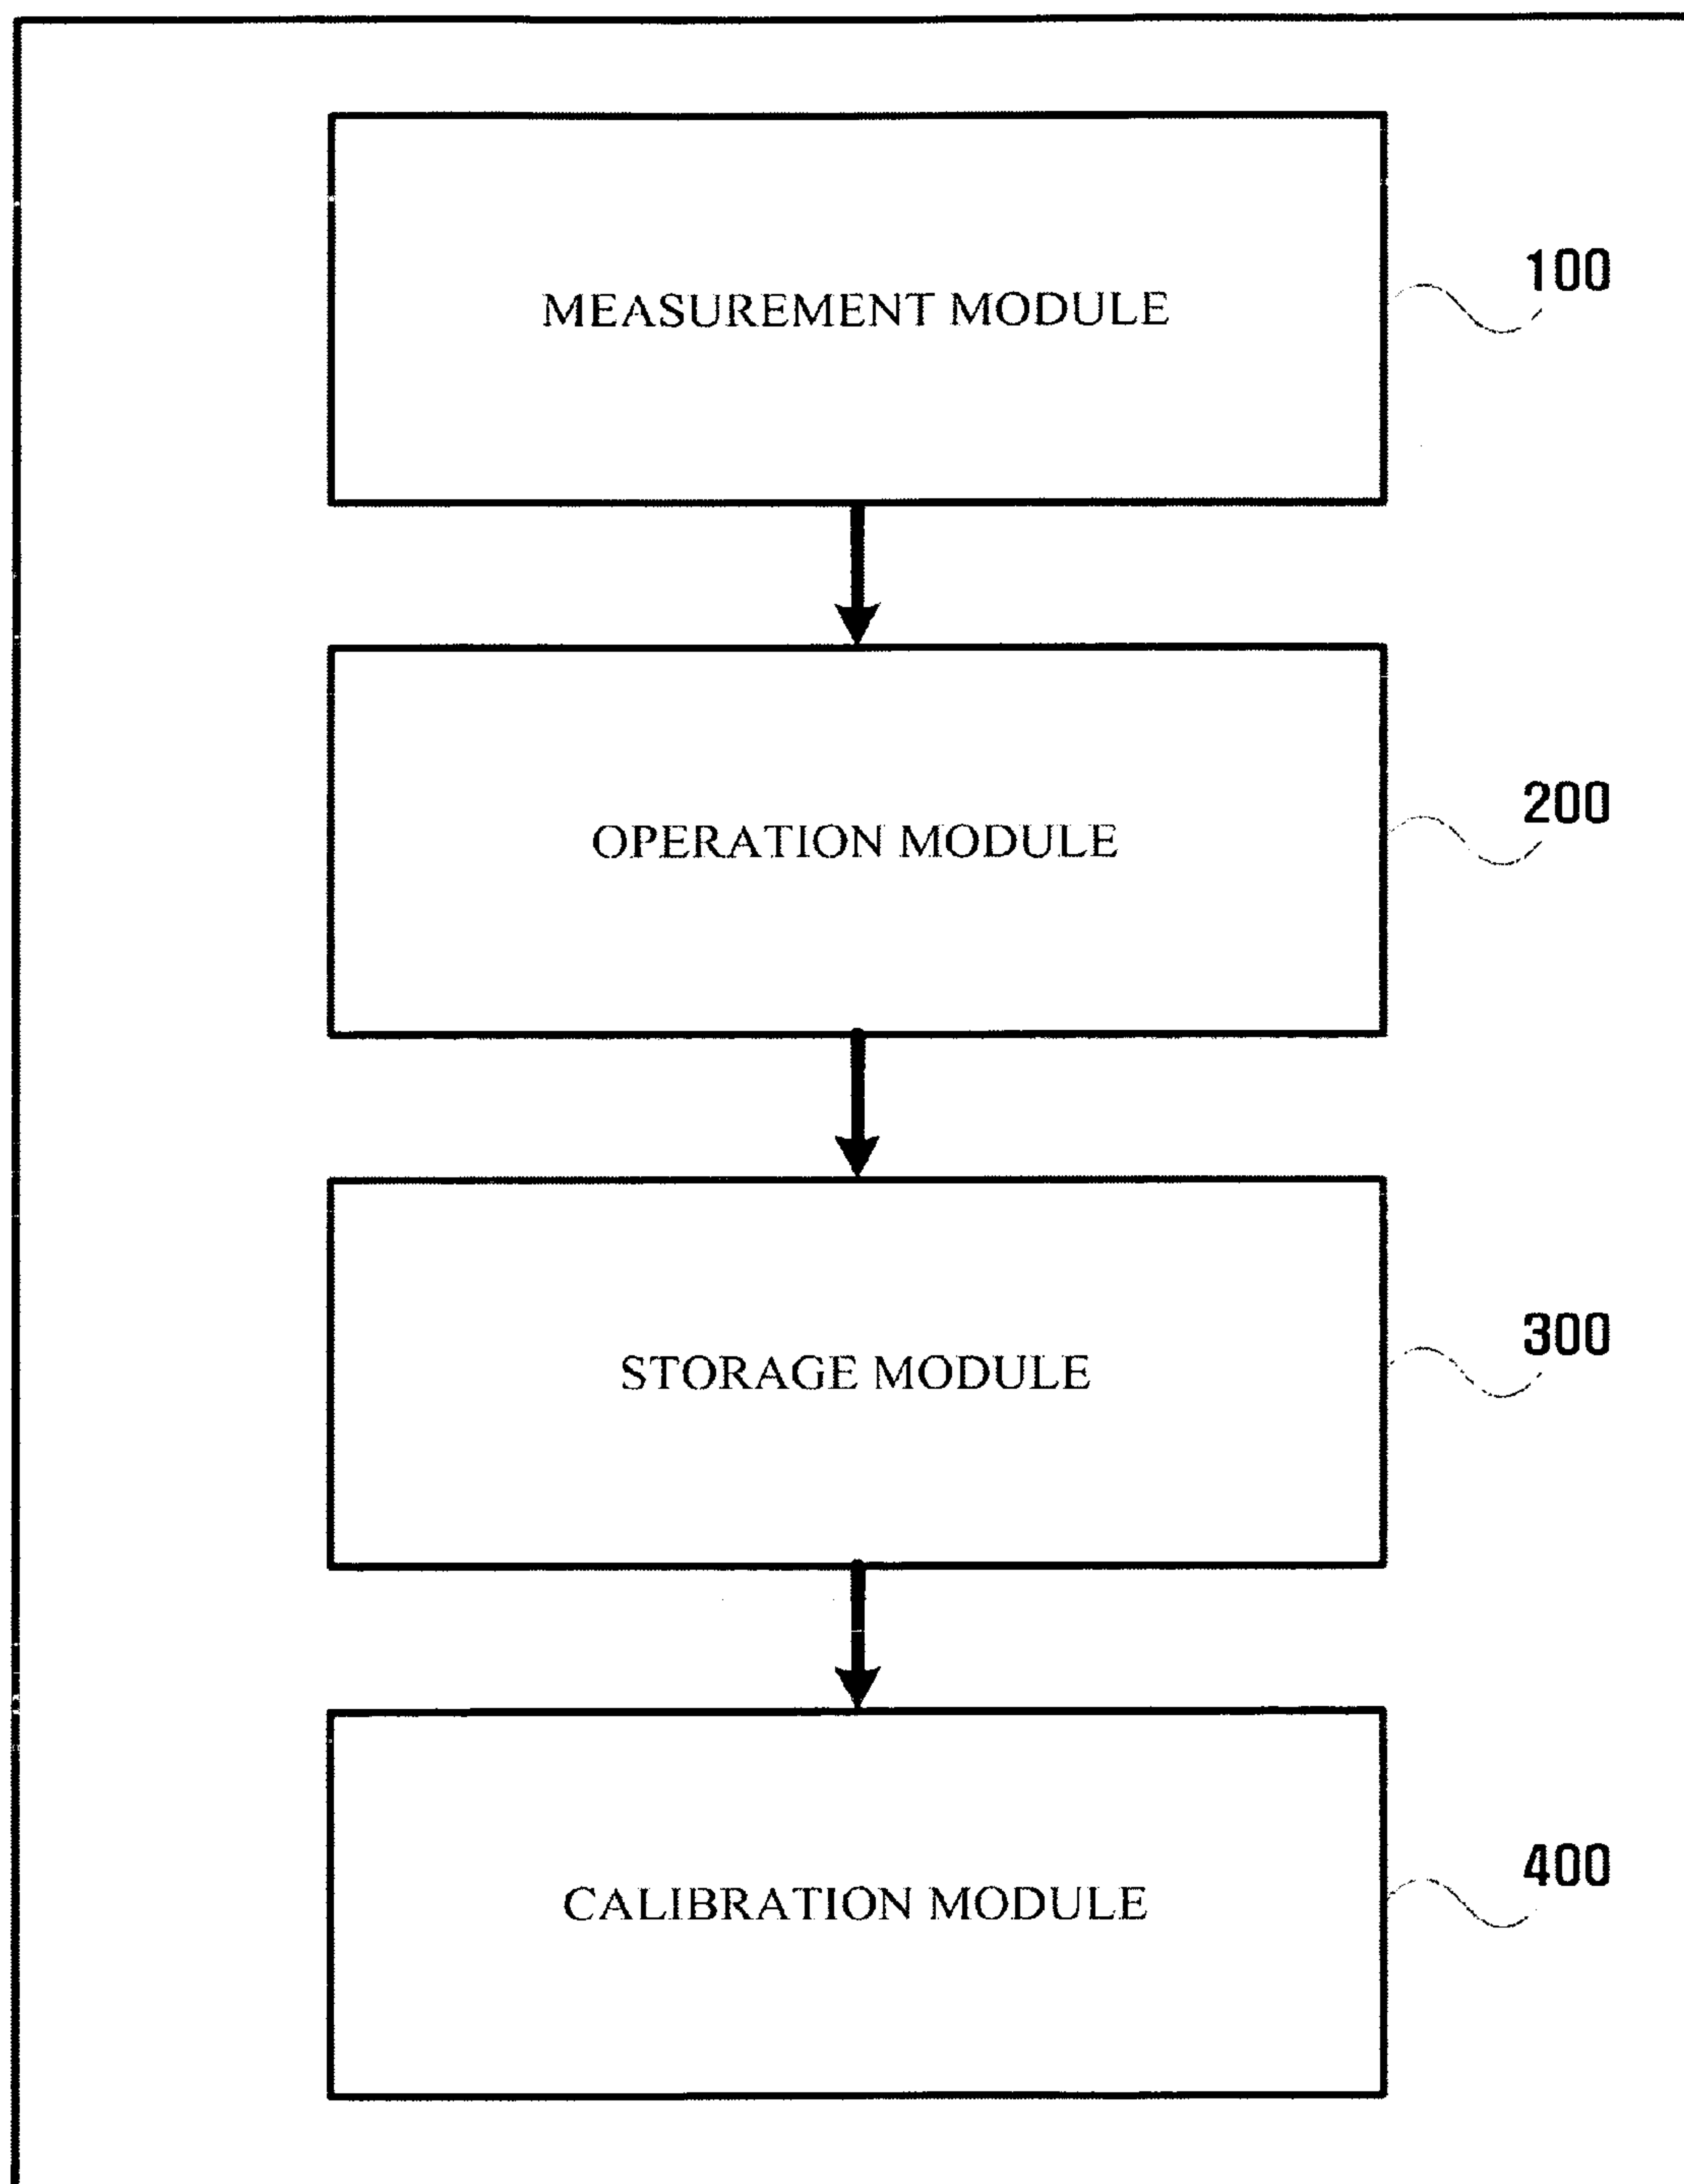 MEASUREMENT MODULE
100
OPERATION MODULE
200
STORAGE MODULE
300
CALIBRATION MODULE
400